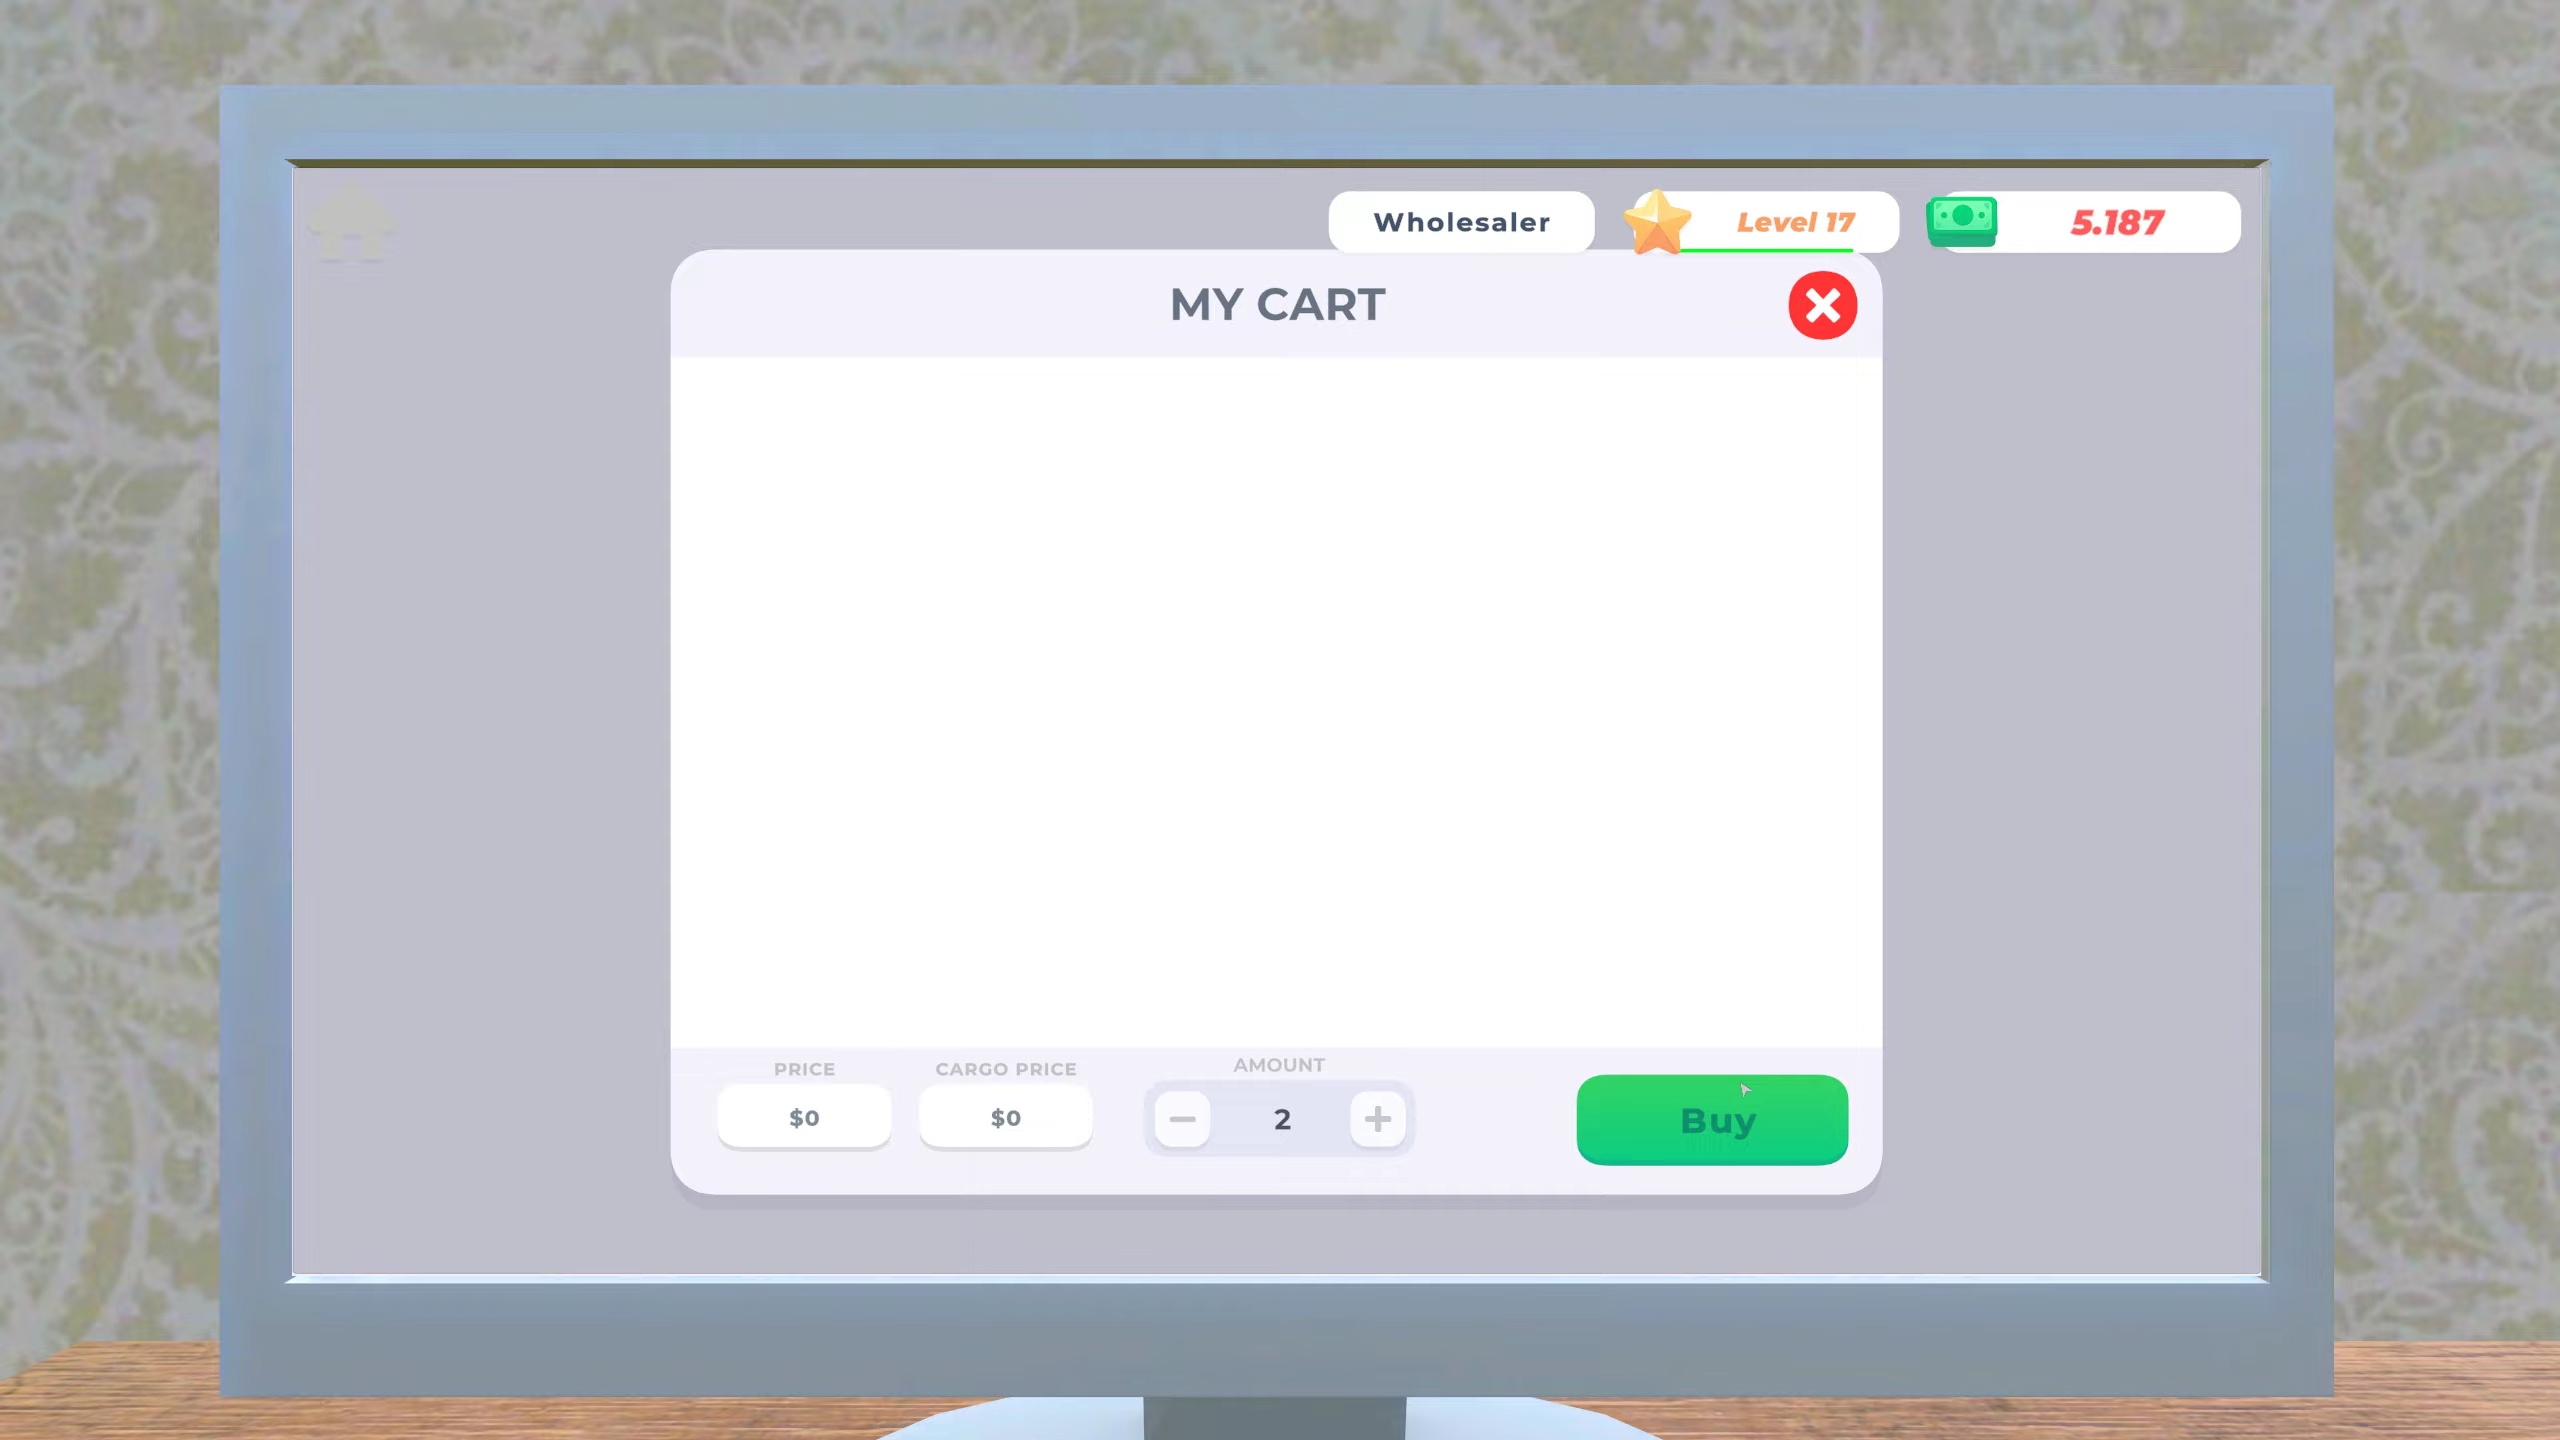 Wholesaler
Level 17
5.187
MY CART
PRICE
CARGO PRICE
AMOUNT
$0
$0
2
Buy